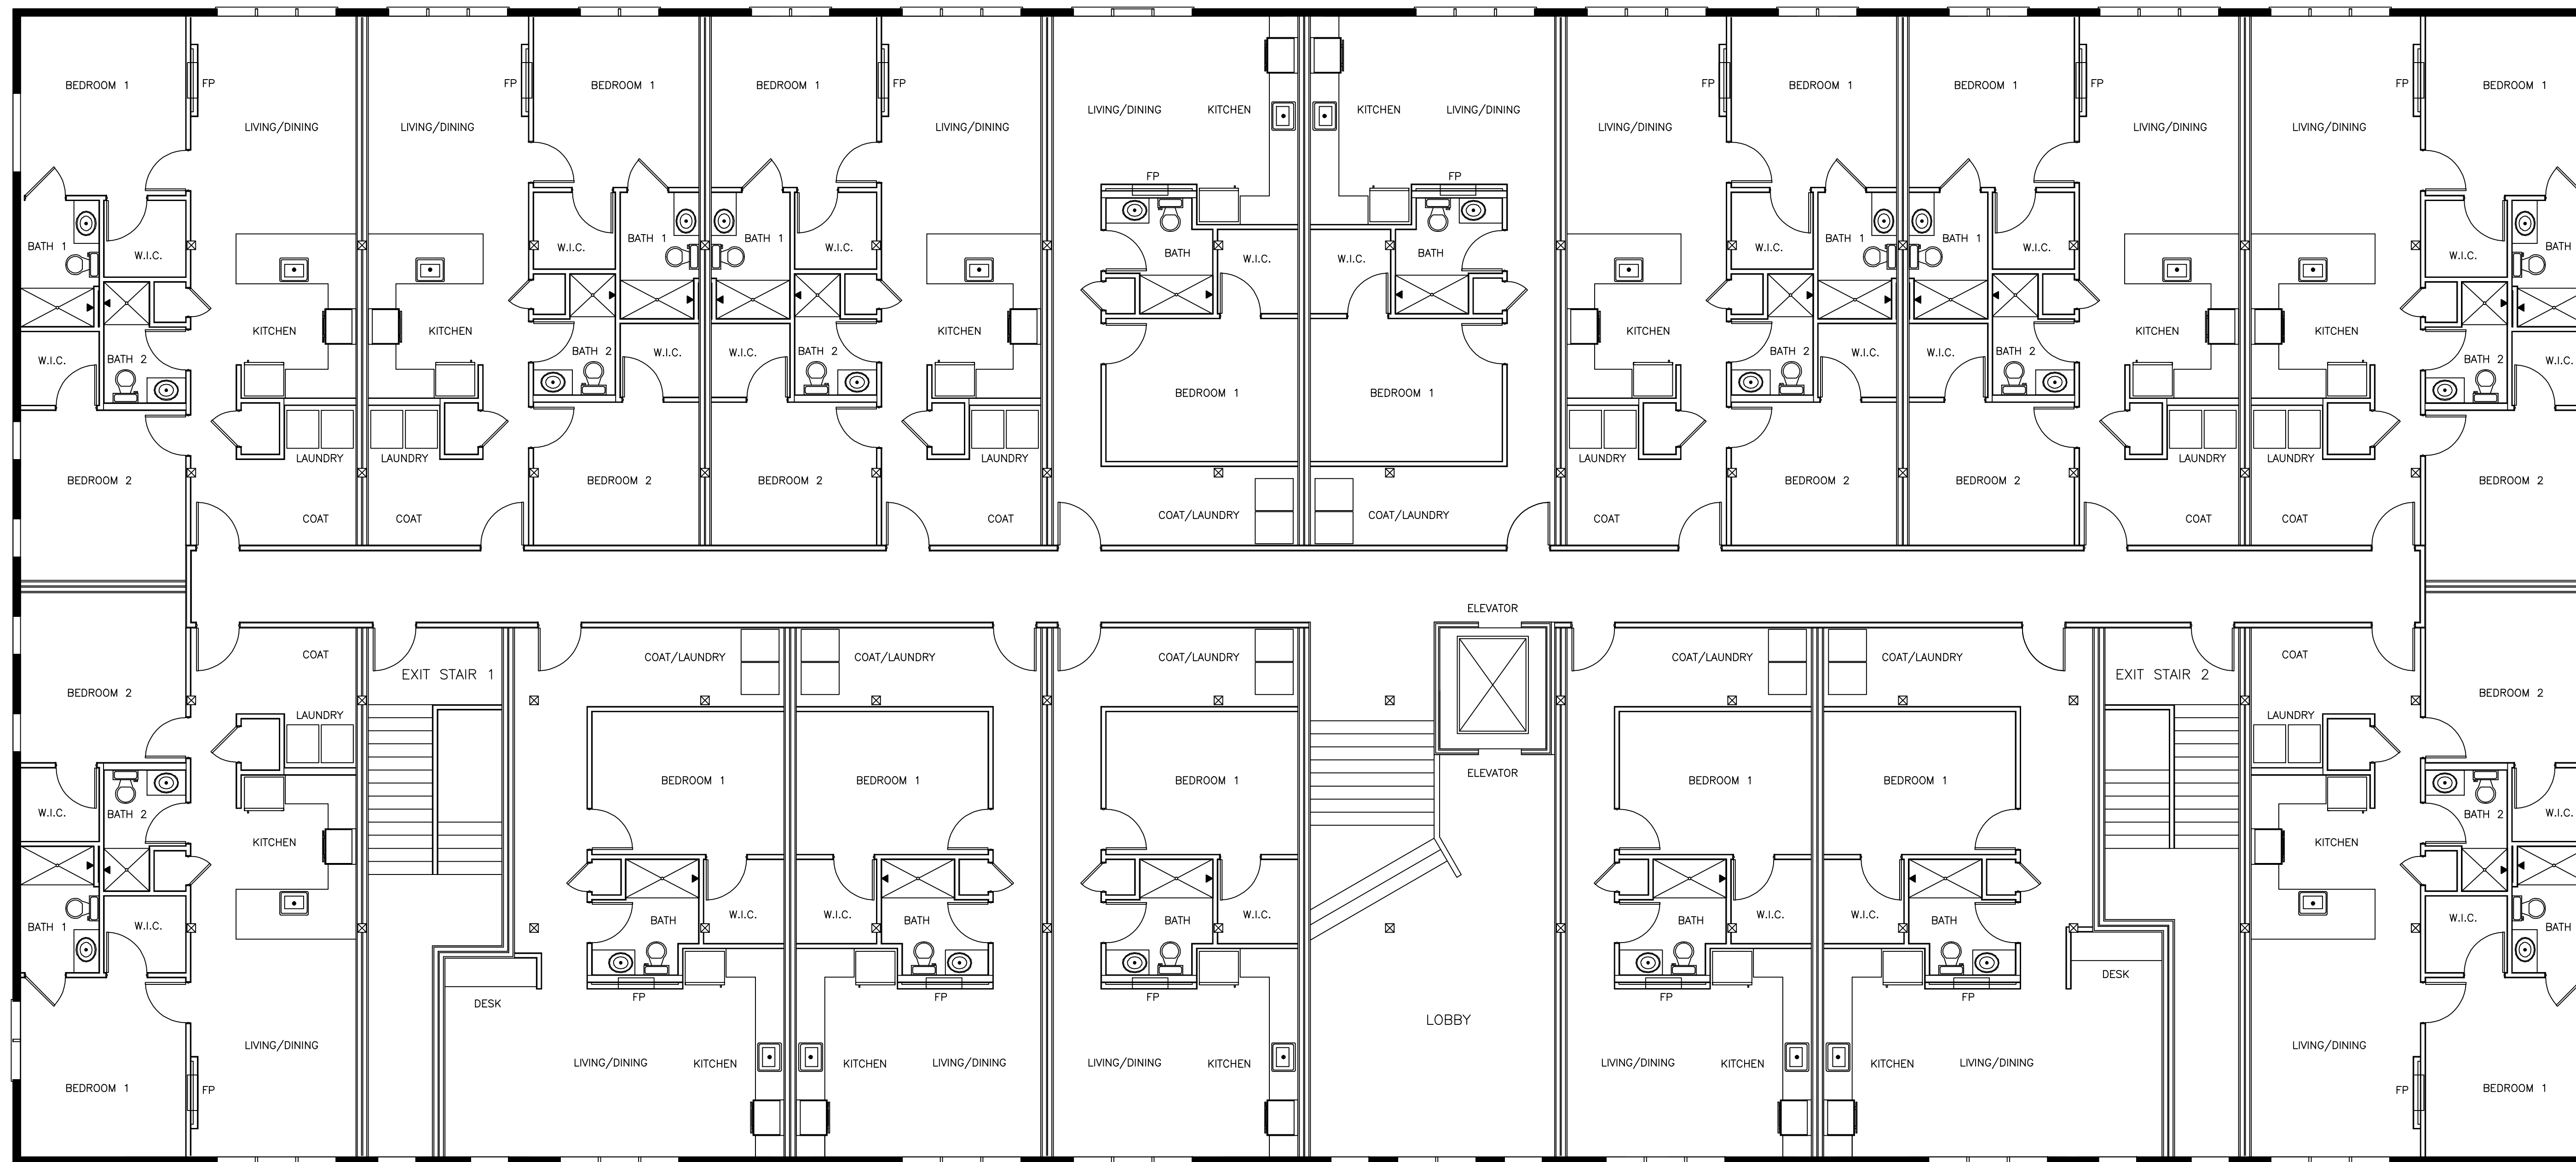 BEDROOM 1
FP
FP
BEDROOM 1
BEDROOM 1
FP
FP
BEDROOM 1
BEDROOM 1
FP
FP
BEDROOM 1
LIVING/DINING
KITCHEN
KITCHEN
LIVING/DINING
LIVING/DINING
LIVING/DINING
LIVING/DINING
LIVING/DINING
LIVING/DINING
LIVING/DINING
FP
FP
BATH 1
W.I.C.
W.I.C.
BATH 1
BATH 1
W.I.C.
BATH
W.I.C.
W.I.C.
BATH
W.I.C.
BATH 1
BATH 1
W.I.C.
W.I.C.
BATH
KITCHEN
KITCHEN
KITCHEN
KITCHEN
KITCHEN
KITCHEN
W.I.C.
BATH 2
BATH 2
W.I.C.
W.I.C.
BATH 2
BATH 2
W.I.C.
W.I.C.
BATH 2
BATH 2
W.I.C.
BEDROOM 1
BEDROOM 1
LAUNDRY
LAUNDRY
LAUNDRY
LAUNDRY
LAUNDRY
LAUNDRY
BEDROOM 2
BEDROOM 2
BEDROOM 2
BEDROOM 2
BEDROOM 2
BEDROOM 2
COAT
COAT
COAT
COAT/LAUNDRY
COAT/LAUNDRY
COAT
COAT
COAT
ELEVATOR
COAT
COAT/LAUNDRY
COAT/LAUNDRY
COAT/LAUNDRY
COAT/LAUNDRY
COAT/LAUNDRY
COAT
EXIT STAIR 1
EXIT STAIR 2
BEDROOM 2
BEDROOM 2
LAUNDRY
LAUNDRY
ELEVATOR
BEDROOM 1
BEDROOM 1
BEDROOM 1
BEDROOM 1
BEDROOM 1
W.I.C.
BATH 2
BATH 2
W.I.C.
KITCHEN
KITCHEN
BATH 1
W.I.C.
BATH
W.I.C.
W.I.C.
BATH
BATH
W.I.C.
BATH
W.I.C.
W.I.C.
BATH
W.I.C.
BATH
DESK
DESK
FP
FP
FP
FP
FP
LOBBY
LIVING/DINING
LIVING/DINING
LIVING/DINING
KITCHEN
KITCHEN
LIVING/DINING
LIVING/DINING
KITCHEN
LIVING/DINING
KITCHEN
KITCHEN
LIVING/DINING
BEDROOM 1
FP
FP
BEDROOM 1